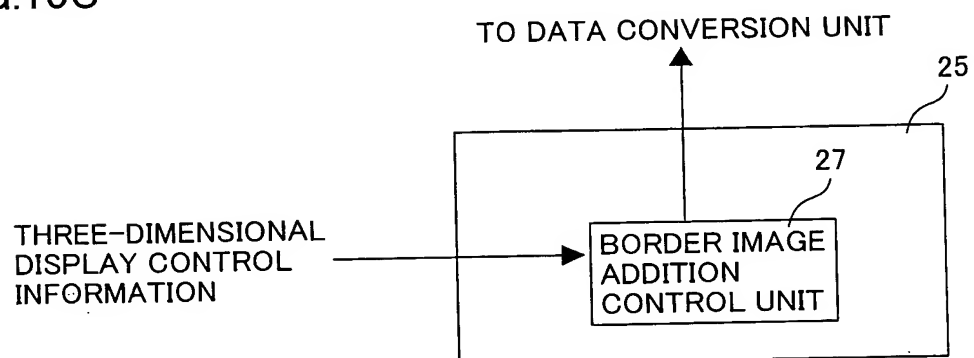 TO DATA CONVERSION UNIT
25
27
THREE-DIMENSIONAL
DISPLAY CONTROL
INFORMATION
BORDER IMAGE
ADDITION
CONTROL UNIT